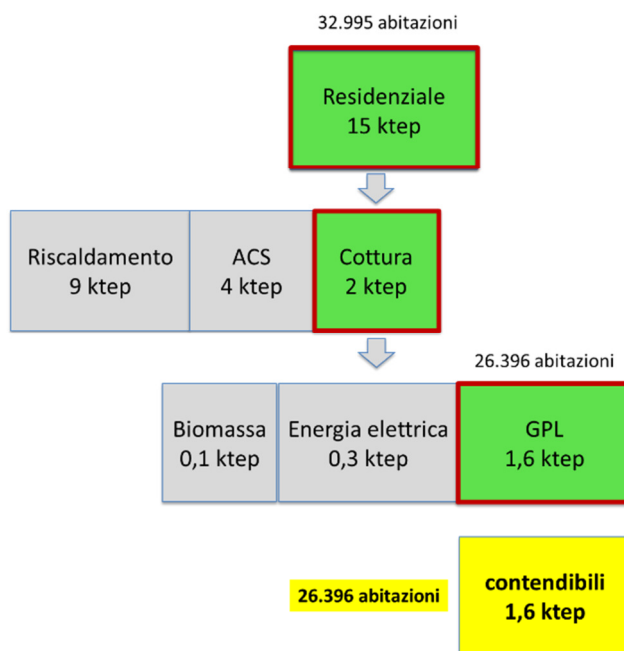 32.995 abitazioni
Residenziale
15 ktep
Riscaldamento
9 ktep
ACS
4 ktep
Cottura
2 ktep
26.396 abitazioni
Biomassa
0,1 ktep
Energia elettrica
0,3 ktep
GPL
1,6 ktep
26.396 abitazioni
contendibili
1,6 ktep